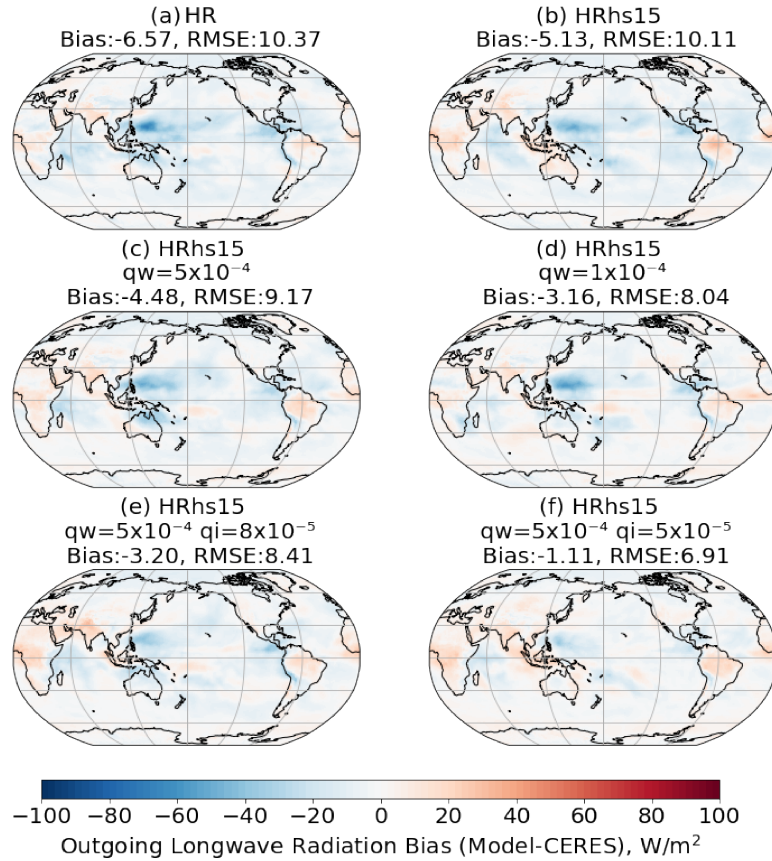 (a) HR
Bias:-6.57, RMSE:10.37
(b) HRhs15
Bias:-5.13, RMSE:10.11
(c) HRhs15
qw=5x10⁻⁴
Bias:-4.48, RMSE:9.17
(d) HRhs15
qw=1x10⁻⁴
Bias:-3.16, RMSE:8.04
(e) HRhs15
qw=5x10⁻⁴ qi=8x10⁻⁵
Bias:-3.20, RMSE:8.41
(f) HRhs15
qw=5x10⁻⁴ qi=5x10⁻⁵
Bias:-1.11, RMSE:6.91
−100 −80 −60 −40 −20 0 20 40 60 80 100
Outgoing Longwave Radiation Bias (Model-CERES), W/m²